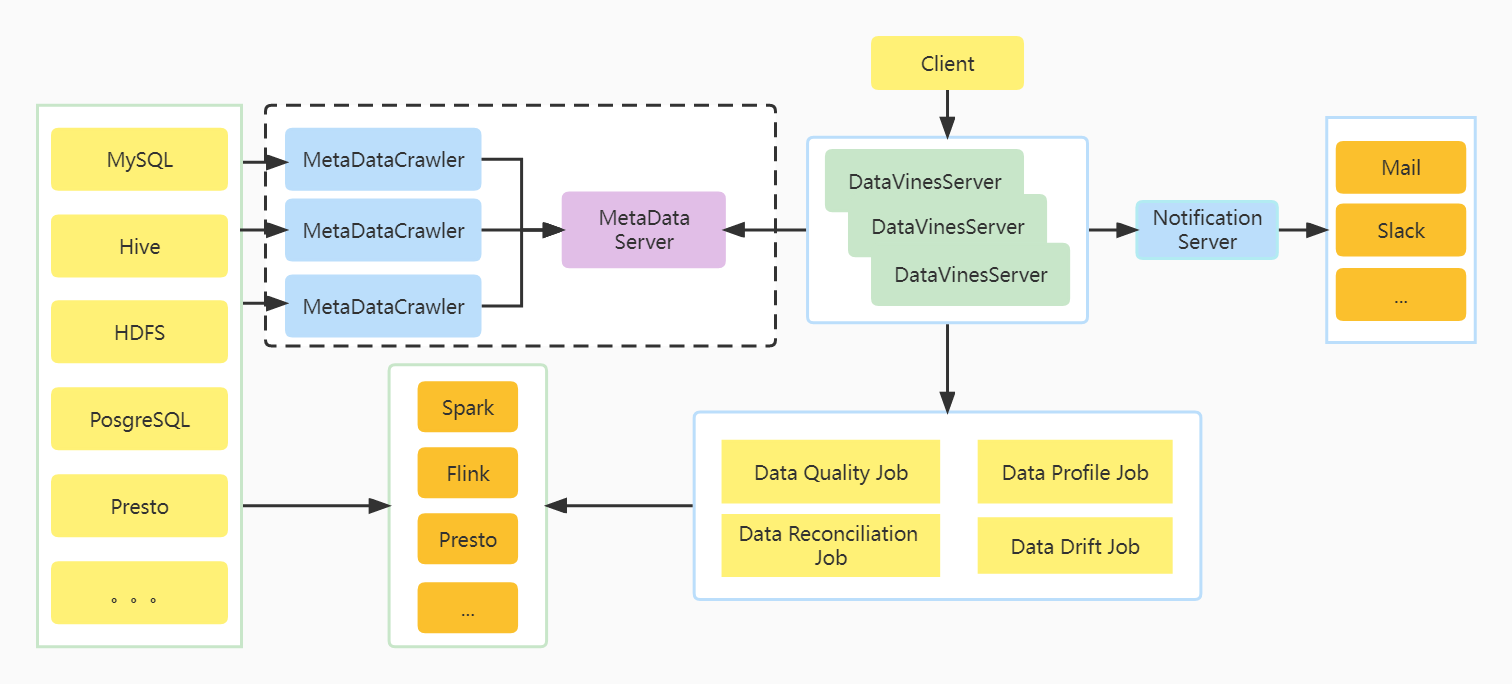 Client
MySQL
Hive
HDFS
PosgreSQL
Presto
。。。
MetaDataCrawler
MetaDataCrawler
MetaDataCrawler
MetaData
Server
DataVinesServer
DataVinesServer
DataVinesServer
Notification
Server
Mail
Slack
...
Spark
Flink
Presto
...
Data Quality Job
Data Profile Job
Data Reconciliation
Job
Data Drift Job